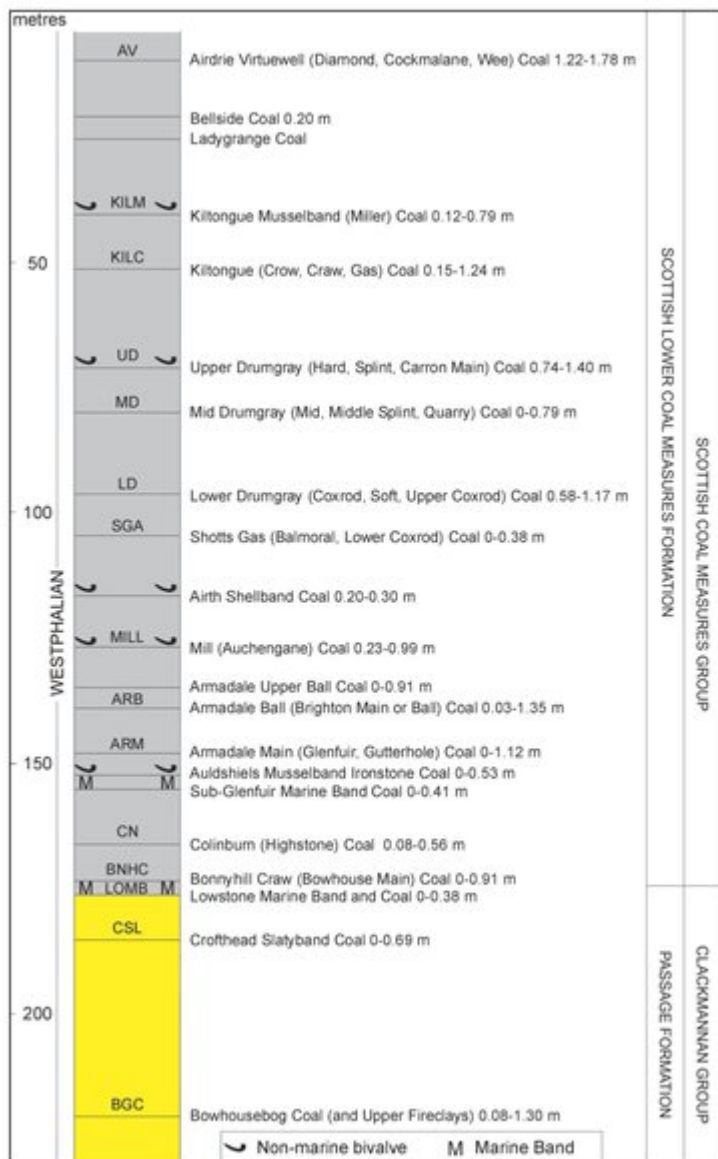 metres
AV
Airdrie Virtuewell (Diamond, Cockmalane, Wee) Coal 1.22-1.78 m
Bellside Coal 0.20 m
Ladygrange Coal
KILM
Kiltongue Musselband (Miller) Coal 0.12-0.79 m
50
KILC
Kiltongue (Crow, Craw, Gas) Coal 0.15-1.24 m
UD
Upper Drumgray (Hard, Splint, Carron Main) Coal 0.74-1.40 m
MD
Mid Drumgray (Mid, Middle Splint, Quarry) Coal 0-0.79 m
LD
Lower Drumgray (Coxrod, Soft, Upper Coxrod) Coal 0.58-1.17 m
100
SGA
Shotts Gas (Balmoral, Lower Coxrod) Coal 0-0.38 m
Airth Shellband Coal 0.20-0.30 m
MILL
Mill (Auchengane) Coal 0.23-0.99 m
Armadale Upper Ball Coal 0-0.91 m
ARB
Armadale Ball (Brighton Main or Ball) Coal 0.03-1.35 m
ARM
Armadale Main (Glenfuir, Gutterhole) Coal 0-1.12 m
150
Auldshiels Musselband Ironstone Coal 0-0.53 m
M M
Sub-Glenfuir Marine Band Coal 0-0.41 m
CN
Colinburn (Highstone) Coal 0.08-0.56 m
BNHC
Bonnyhill Craw (Bowhouse Main) Coal 0-0.91 m
M LOMB M
Lowstone Marine Band and Coal 0-0.38 m
CSL
Crofthead Slatyband Coal 0-0.69 m
200
BGC
Bowhousebog Coal (and Upper Fireclays) 0.08-1.30 m
WESTPHALIAN
SCOTTISH LOWER COAL MEASURES FORMATION
SCOTTISH COAL MEASURES GROUP
PASSAGE FORMATION
CLACKMANNAN GROUP
Non-marine bivalve
M Marine Band